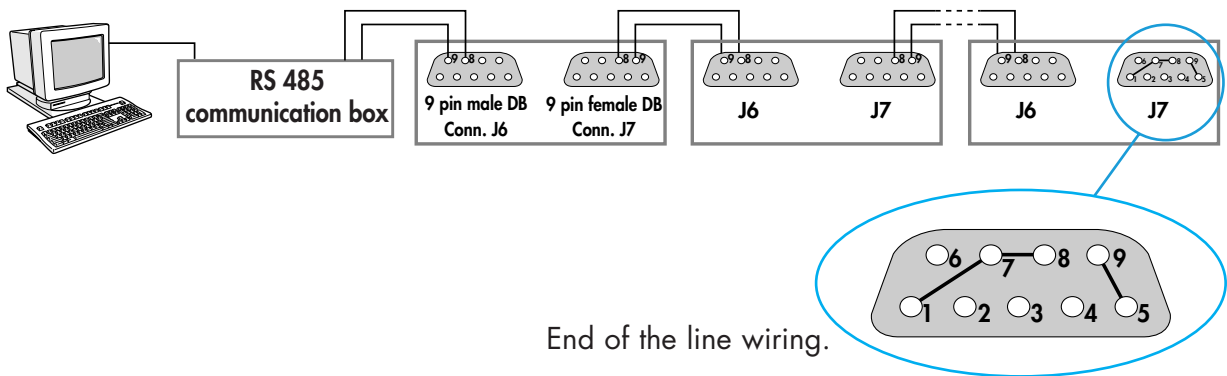 9 8
8 9
9 8
8 9
9 8
6 7 8 9
1 2 3 4 5
RS 485
communication box
9 pin male DB
Conn. J6
9 pin female DB
Conn. J7
J6
J7
J6
J7
6 7 8 9
1 2 3 4 5
End of the line wiring.